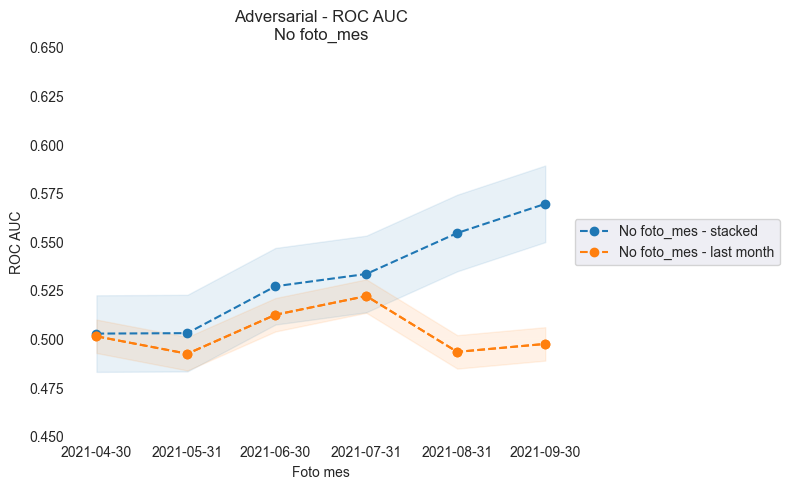 Adversarial - ROC AUC
No foto_mes
0.650
0.625
0.600
0.575
0.550
0.525
0.500
0.475
0.450
ROC AUC
2021-04-30 2021-05-31 2021-06-30 2021-07-31 2021-08-31 2021-09-30
Foto mes
No foto_mes - stacked
No foto_mes - last month